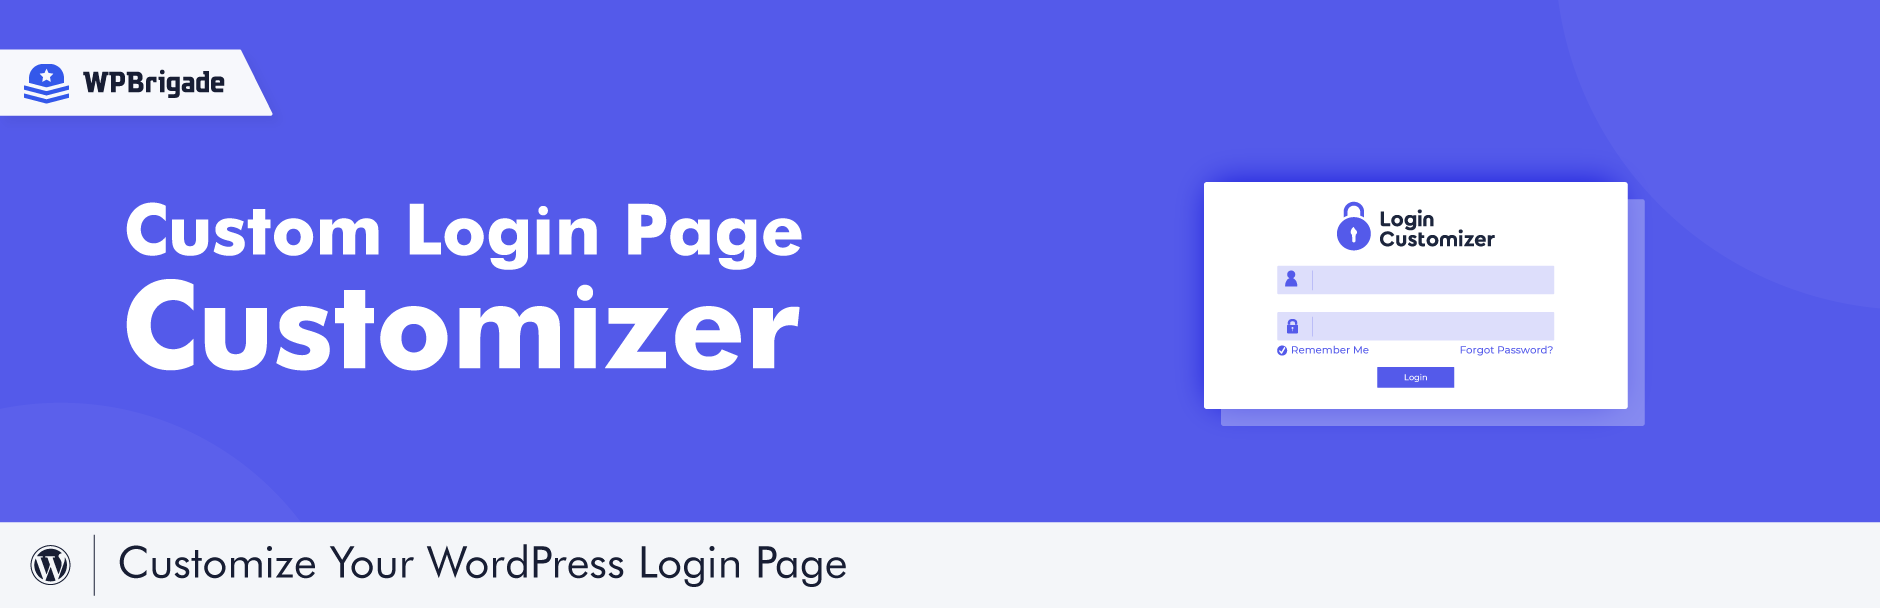 WPBrigade
Custom Login Page
Customizer
Login
Customizer
Remember Me
Forgot Password?
Login
Customize Your WordPress Login Page